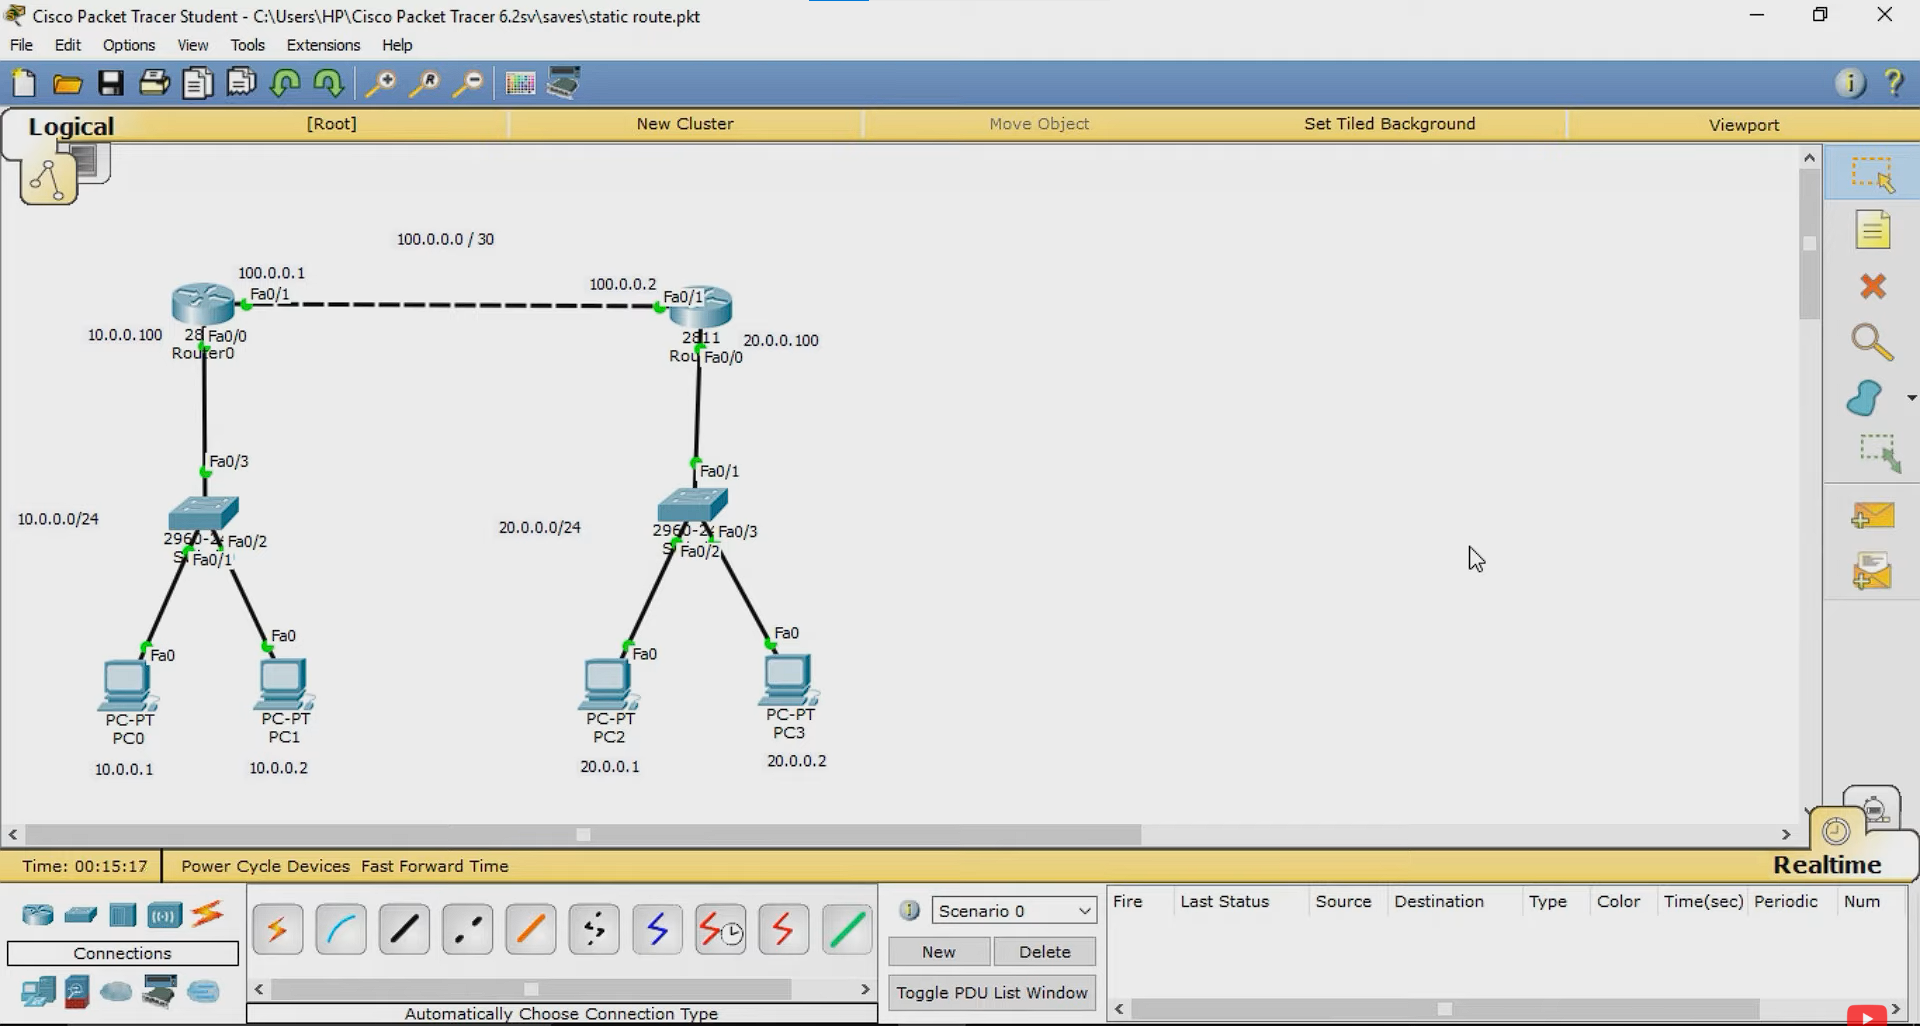 Cisco Packet Tracer Student - C:\Users\HP\Cisco Packet Tracer 6.2sv\saves\static route.pkt
File Edit Options View Tools Extensions Help
Logical [Root] New Cluster Move Object Set Tiled Background Viewport
100.0.0.0 / 30
100.0.0.1
Fa0/1
100.0.0.2
Fa0/1
10.0.0.100
28
Fa0/0
Router0
2811
20.0.0.100
Rou
Fa0/0
Fa0/3
Fa0/1
10.0.0.0/24
20.0.0.0/24
2960-2
Fa0/2
S
Fa0/1
2960-2
Fa0/3
S
Fa0/2
Fa0
Fa0
Fa0
Fa0
PC-PT
PC0
PC-PT
PC1
PC-PT
PC2
PC-PT
PC3
10.0.0.1
10.0.0.2
20.0.0.1
20.0.0.2
Time: 00:15:17 Power Cycle Devices Fast Forward Time
Realtime
Connections
Automatically Choose Connection Type
Scenario 0
New Delete
Toggle PDU List Window
Fire Last Status Source Destination Type Color Time(sec) Periodic Num